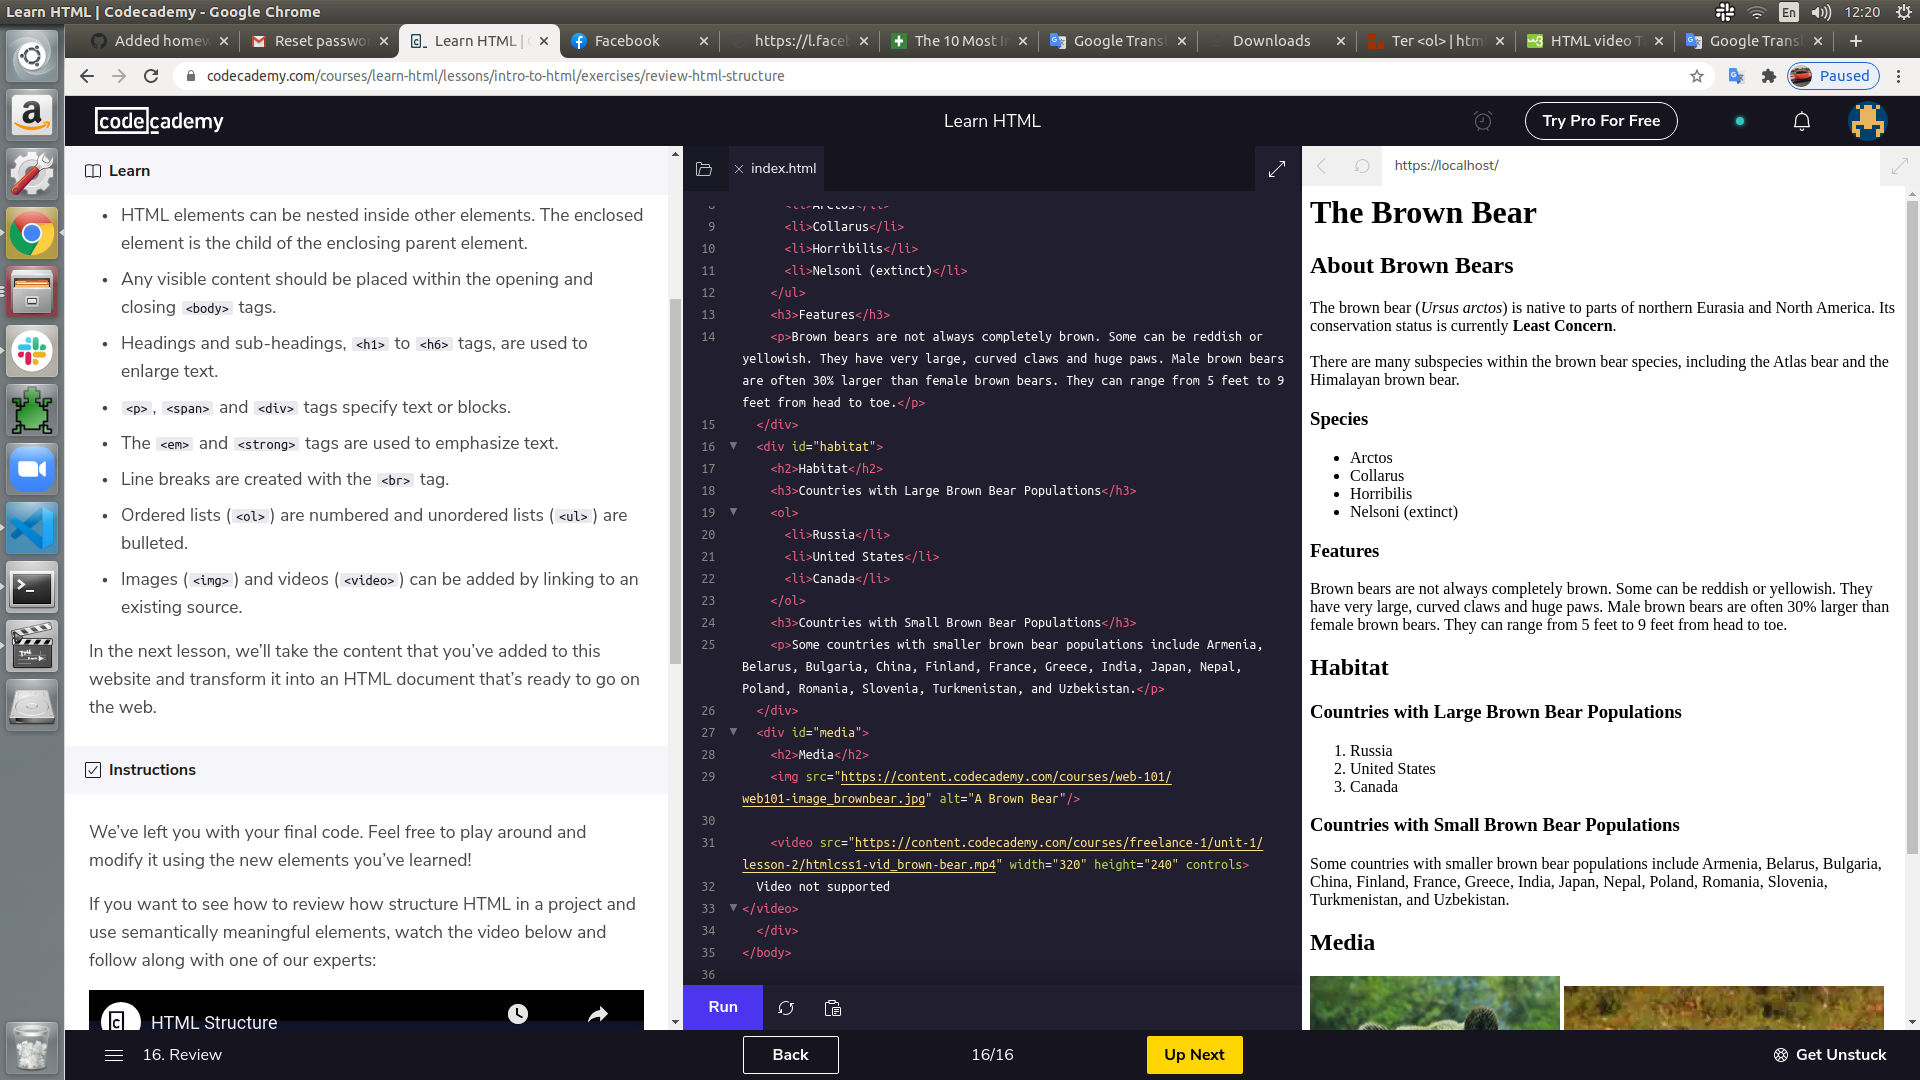 Learn HTML | Codecademy - Google Chrome
En
12:20
Added homew
Reset passwo
Learn HTML |
Facebook
https://l.faceb
The 10 Most I
Google Trans
Downloads
Ter <ol> | htm
HTML video T
Google Trans
codecademy.com/courses/learn-html/lessons/intro-to-html/exercises/review-html-structure
Paused
codecademy
Learn HTML
Try Pro For Free
Learn
• HTML elements can be nested inside other elements. The enclosed
element is the child of the enclosing parent element.
• Any visible content should be placed within the opening and
closing <body> tags.
• Headings and sub-headings, <h1> to <h6> tags, are used to
enlarge text.
• <p>, <span> and <div> tags specify text or blocks.
• The <em> and <strong> tags are used to emphasize text.
• Line breaks are created with the <br> tag.
• Ordered lists (<ol>) are numbered and unordered lists (<ul>) are
bulleted.
• Images (<img>) and videos (<video>) can be added by linking to an
existing source.
In the next lesson, we’ll take the content that you’ve added to this
website and transform it into an HTML document that’s ready to go on
the web.
Instructions
We’ve left you with your final code. Feel free to play around and
modify it using the new elements you’ve learned!
If you want to see how to review how structure HTML in a project and
use semantically meaningful elements, watch the video below and
follow along with one of our experts:
HTML Structure
index.html
8 <li>Arctos</li>
9 <li>Collarus</li>
10 <li>Horribilis</li>
11 <li>Nelsoni (extinct)</li>
12 </ul>
13 <h3>Features</h3>
14 <p>Brown bears are not always completely brown. Some can be reddish or
yellowish. They have very large, curved claws and huge paws. Male brown bears
are often 30% larger than female brown bears. They can range from 5 feet to 9
feet from head to toe.</p>
15 </div>
16 <div id="habitat">
17 <h2>Habitat</h2>
18 <h3>Countries with Large Brown Bear Populations</h3>
19 <ol>
20 <li>Russia</li>
21 <li>United States</li>
22 <li>Canada</li>
23 </ol>
24 <h3>Countries with Small Brown Bear Populations</h3>
25 <p>Some countries with smaller brown bear populations include Armenia,
Belarus, Bulgaria, China, Finland, France, Greece, India, Japan, Nepal,
Poland, Romania, Slovenia, Turkmenistan, and Uzbekistan.</p>
26 </div>
27 <div id="media">
28 <h2>Media</h2>
29 <img src="https://content.codecademy.com/courses/web-101/
web101-image_brownbear.jpg" alt="A Brown Bear"/>
30
31 <video src="https://content.codecademy.com/courses/freelance-1/unit-1/
lesson-2/htmlcss1-vid_brown-bear.mp4" width="320" height="240" controls>
32 Video not supported
33 </video>
34 </div>
35 </body>
36
Run
https://localhost/
The Brown Bear
About Brown Bears
The brown bear (Ursus arctos) is native to parts of northern Eurasia and North America. Its
conservation status is currently Least Concern.
There are many subspecies within the brown bear species, including the Atlas bear and the
Himalayan brown bear.
Species
• Arctos
• Collarus
• Horribilis
• Nelsoni (extinct)
Features
Brown bears are not always completely brown. Some can be reddish or yellowish. They
have very large, curved claws and huge paws. Male brown bears are often 30% larger than
female brown bears. They can range from 5 feet to 9 feet from head to toe.
Habitat
Countries with Large Brown Bear Populations
1. Russia
2. United States
3. Canada
Countries with Small Brown Bear Populations
Some countries with smaller brown bear populations include Armenia, Belarus, Bulgaria,
China, Finland, France, Greece, India, Japan, Nepal, Poland, Romania, Slovenia,
Turkmenistan, and Uzbekistan.
Media
16. Review
Back
16/16
Up Next
Get Unstuck